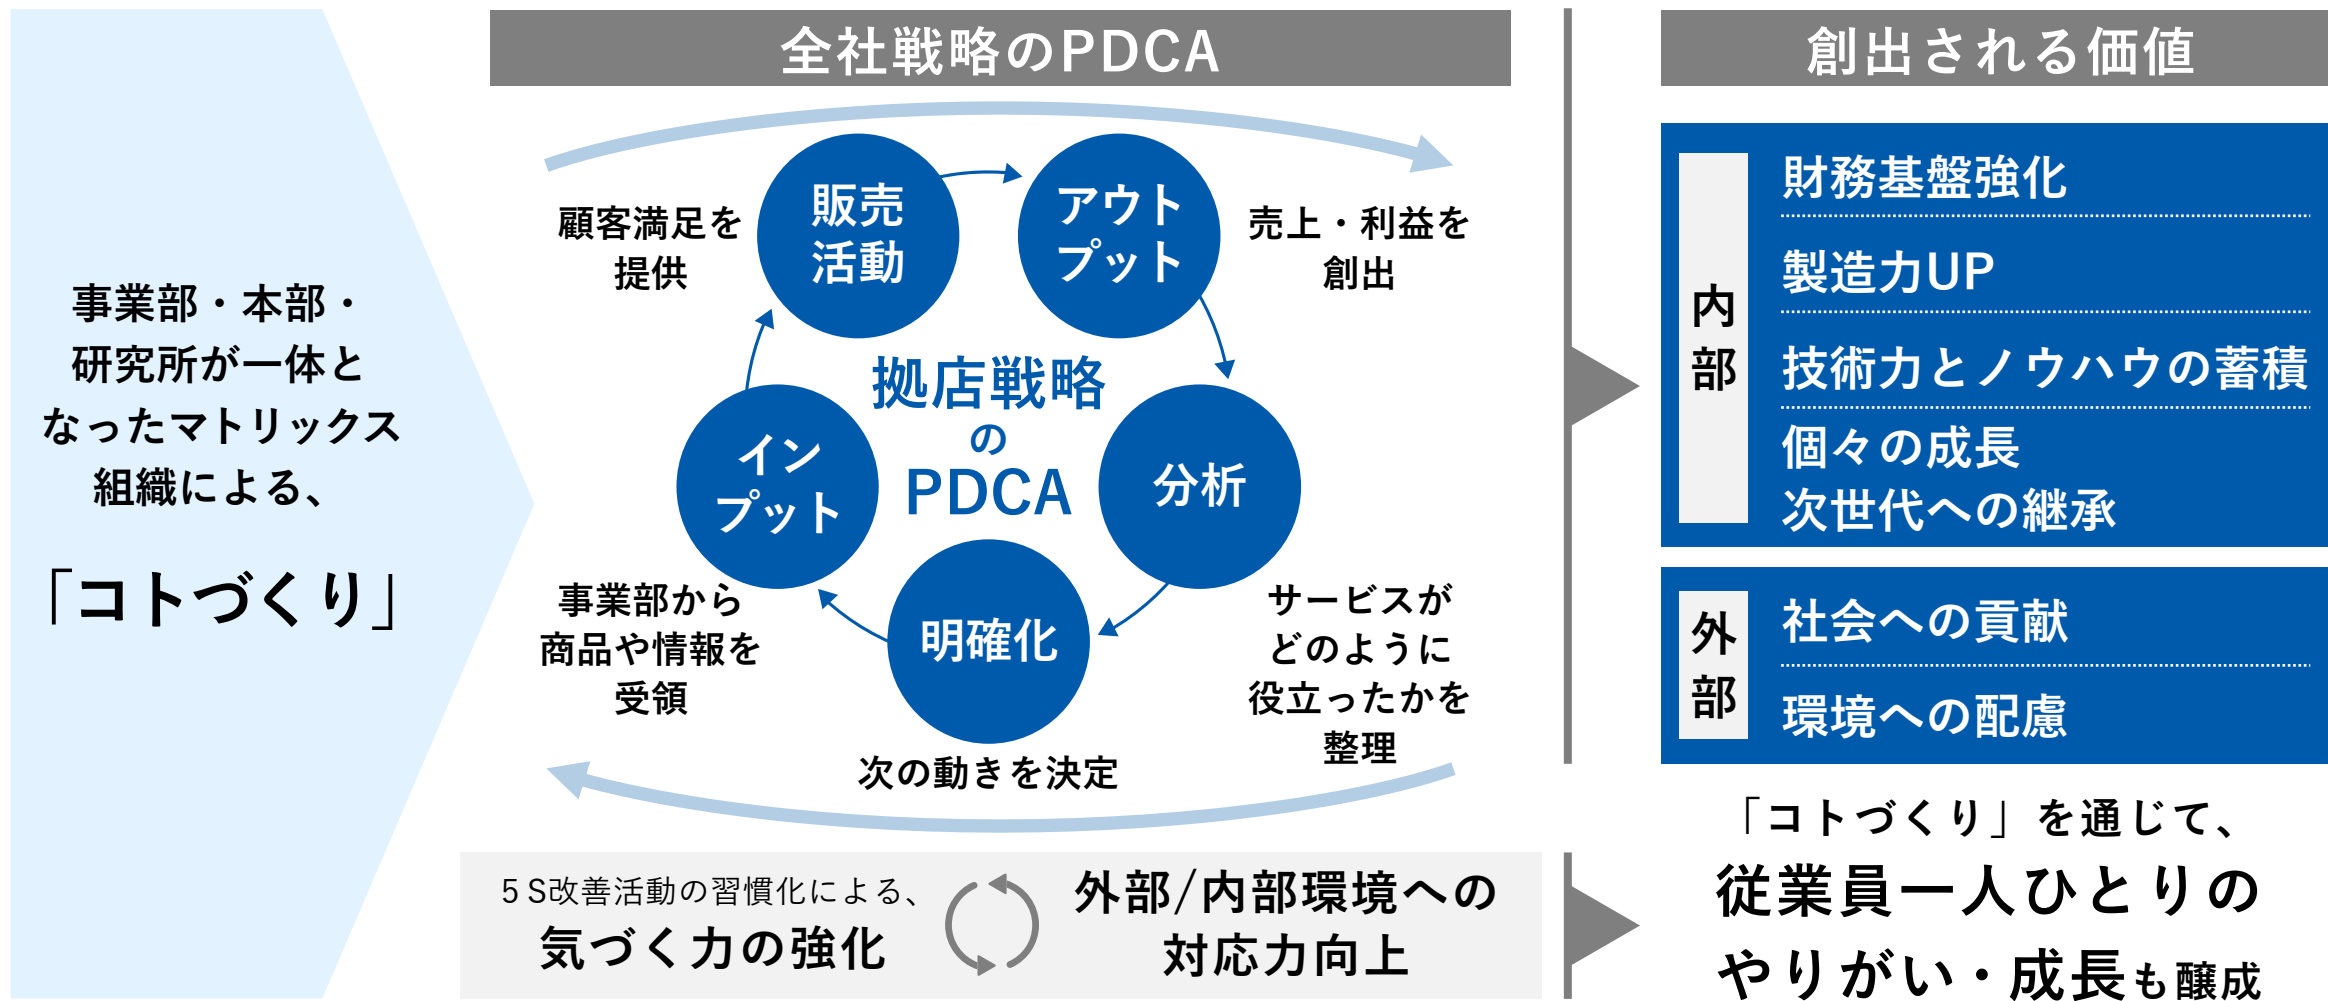 事業部・本部・
研究所が一体と
なったマトリックス
組織による、
「コトづくり」
全社戦略のPDCA
販売
活動
顧客満足を
提供
アウト
プット
売上・利益を
創出
拠店戦略
の
PDCA
分析
サービスが
どのように
役立ったかを
整理
明確化
次の動きを決定
イン
プット
事業部から
商品や情報を
受領
5 S改善活動の習慣化による、
気づく力の強化
外部/内部環境への
対応力向上
創出される価値
内
部
財務基盤強化
製造力UP
技術力とノウハウの蓄積
個々の成長
次世代への継承
外
部
社会への貢献
環境への配慮
「コトづくり」を通じて、
従業員一人ひとりの
やりがい・成長も醸成